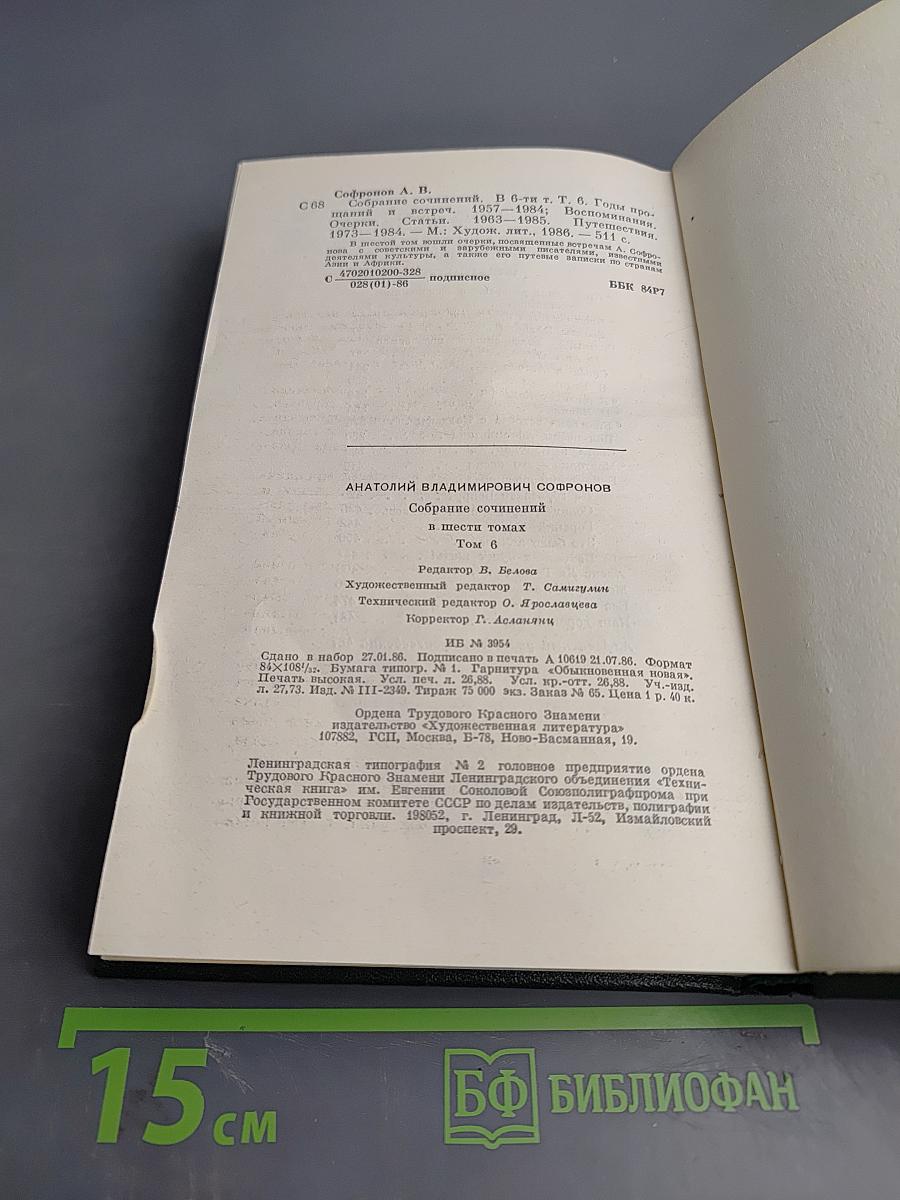 Софронов А. В.
С 68 Собрание сочинений. В 6-ти т. Т. 6. Годы про-
щаний и встреч. 1957—1984; Воспоминания.
Очерки. Статьи. 1963—1985. Путешествия.
1973—1984. — М.: Худож. лит., 1986. — 511 с.
В шестой том вошли очерки, посвященные встречам А. Софро-
нова с советскими и зарубежными писателями, известными
деятелями культуры, а также его путевые записки по странам
Азии и Африки.
С 4702010200-328 подписное
028(01)-86
ББК 84Р7
АНАТОЛИЙ ВЛАДИМИРОВИЧ СОФРОНОВ
Собрание сочинений
в шести томах
Том 6
Редактор В. Белова
Художественный редактор Т. Самигулин
Технический редактор О. Ярославцева
Корректор Г. Асланянц
ИБ № 3954
Сдано в набор 27.01.86. Подписано в печать А 10619 21.07.86. Формат
84×108¹/₃₂. Бумага типогр. № 1. Гарнитура «Обыкновенная новая».
Печать высокая. Усл. печ. л. 26,88. Усл. кр.-отт. 26,88. Уч.-изд.
л. 27,73. Изд. № III-2349. Тираж 75 000 экз. Заказ № 65. Цена 1 р. 40 к.
Ордена Трудового Красного Знамени
издательство «Художественная литература»
107882, ГСП, Москва, Б-78, Ново-Басманная, 19.
Ленинградская типография № 2 головное предприятие ордена
Трудового Красного Знамени Ленинградского объединения «Техни-
ческая книга» им. Евгении Соколовой Союзполиграфпрома при
Государственном комитете СССР по делам издательств, полиграфии
и книжной торговли. 198052, г. Ленинград, Л-52, Измайловский
проспект, 29.
15 см
БФ БИБЛИОФАН